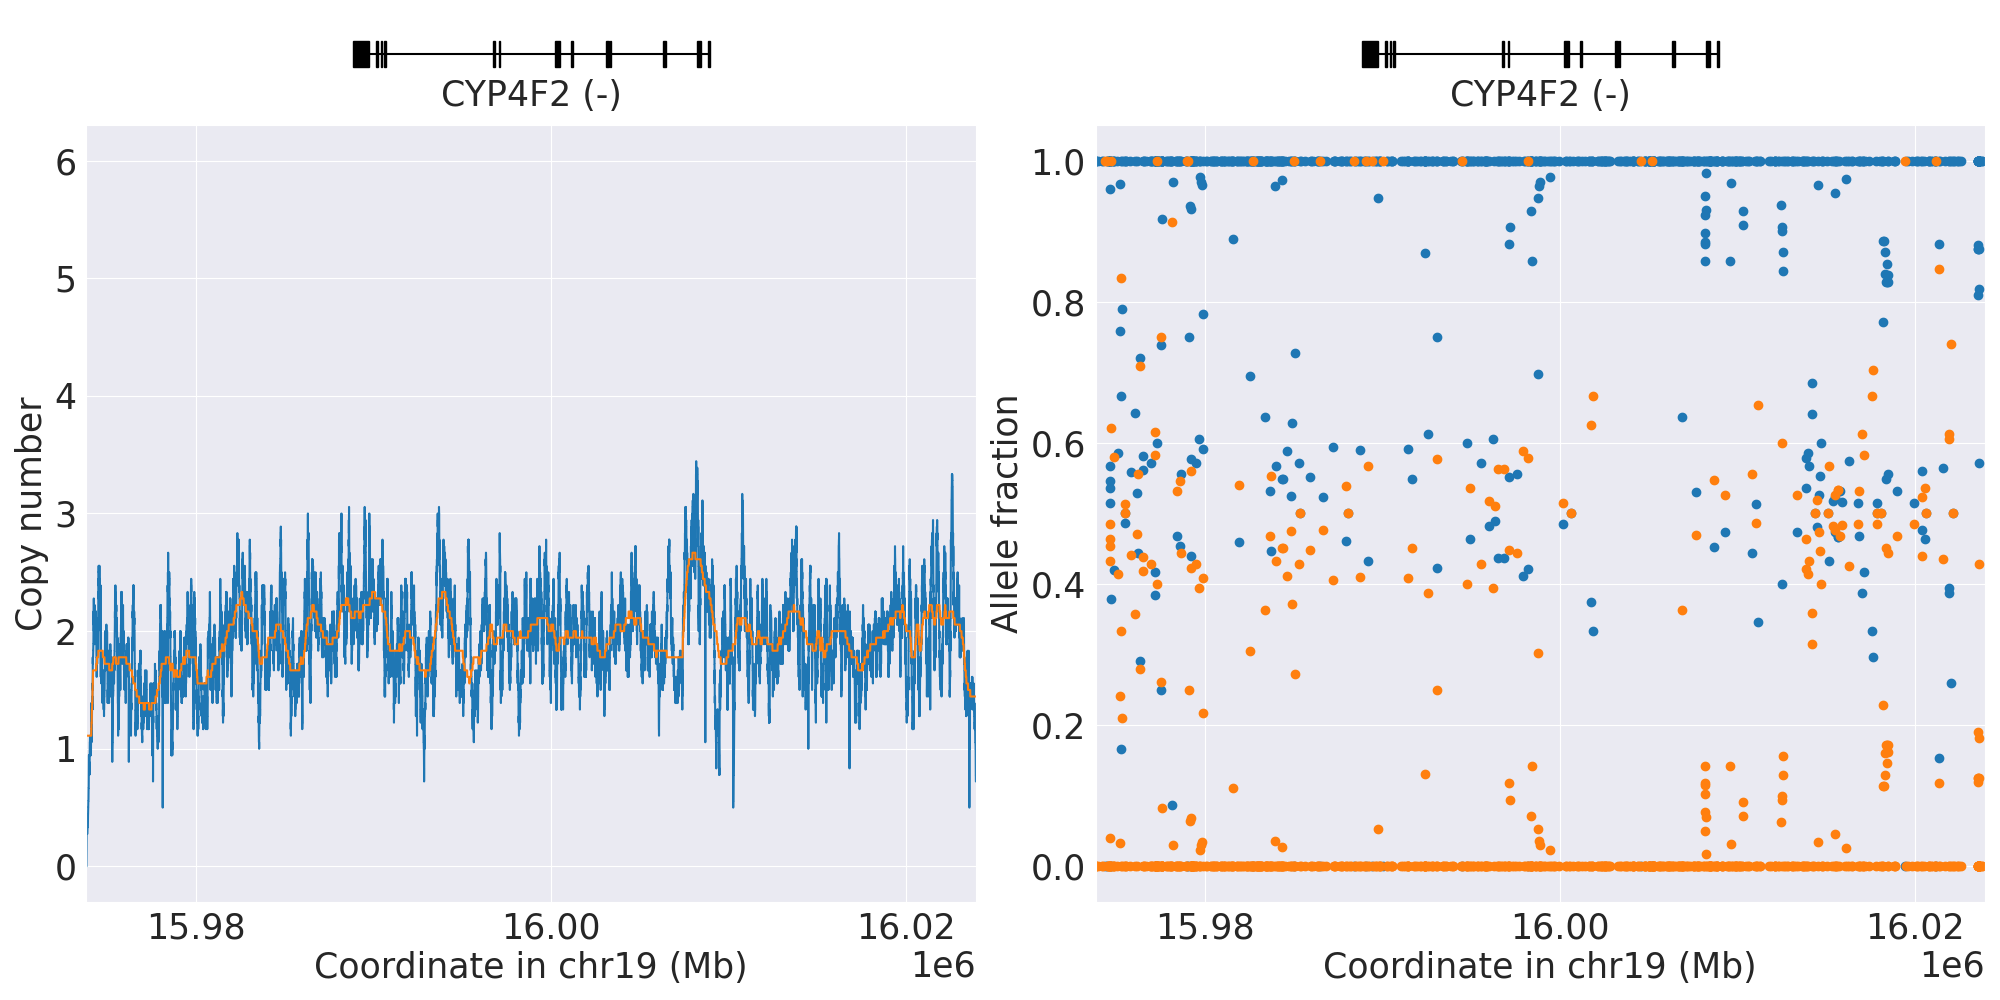 CYP4F2 (-)
6
5
4
3
2
1
0
Copy number
15.98
16.00
16.02
Coordinate in chr19 (Mb)
1e6
CYP4F2 (-)
1.0
0.8
0.6
0.4
0.2
0.0
Allele fraction
15.98
16.00
16.02
Coordinate in chr19 (Mb)
1e6